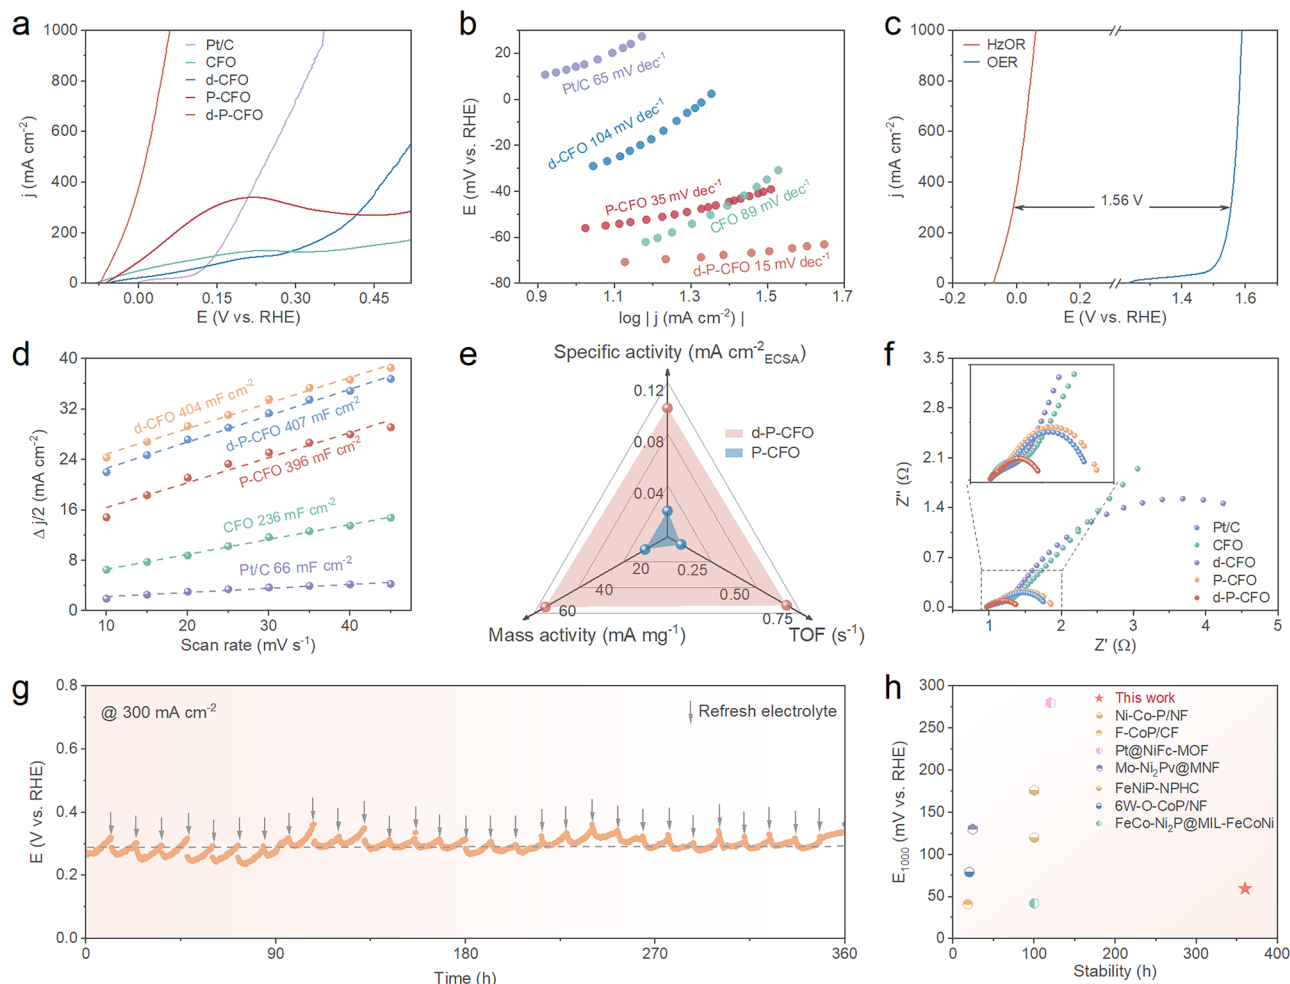 a
1000
800
600
400
200
0
j (mA cm-2)
0.00 0.15 0.30 0.45
E (V vs. RHE)
Pt/C
CFO
d-CFO
P-CFO
d-P-CFO
b
20
0
-20
-40
-60
-80
E (mV vs. RHE)
0.9 1.1 1.3 1.5 1.7
log | j (mA cm-2) |
Pt/C 65 mV dec-1
d-CFO 104 mV dec-1
P-CFO 35 mV dec-1
CFO 89 mV dec-1
d-P-CFO 15 mV dec-1
c
1000
800
600
400
200
0
j (mA cm-2)
-0.2 0.0 0.2 1.4 1.6
E (V vs. RHE)
HzOR
OER
1.56 V
d
40
32
24
16
8
0
Δ j/2 (mA cm-2)
10 20 30 40
Scan rate (mV s-1)
d-CFO 404 mF cm-2
d-P-CFO 407 mF cm-2
P-CFO 396 mF cm-2
CFO 236 mF cm-2
Pt/C 66 mF cm-2
e
Specific activity (mA cm-2ECSA)
0.12
0.08
0.04
20 0.25
40 0.50
60 0.75
d-P-CFO
P-CFO
Mass activity (mA mg-1)
TOF (s-1)
f
3.5
2.8
2.1
1.4
0.7
0.0
Z'' (Ω)
1 2 3 4 5
Z' (Ω)
Pt/C
CFO
d-CFO
P-CFO
d-P-CFO
g
0.8
0.6
0.4
0.2
0.0
E (V vs. RHE)
@ 300 mA cm-2
Refresh electrolyte
0 90 180 270 360
Time (h)
h
300
250
200
150
100
50
0
E1000 (mV vs. RHE)
This work
Ni-Co-P/NF
F-CoP/CF
Pt@NiFc-MOF
Mo-Ni2Pv@MNF
FeNiP-NPHC
6W-O-CoP/NF
FeCo-Ni2P@MIL-FeCoNi
0 100 200 300 400
Stability (h)